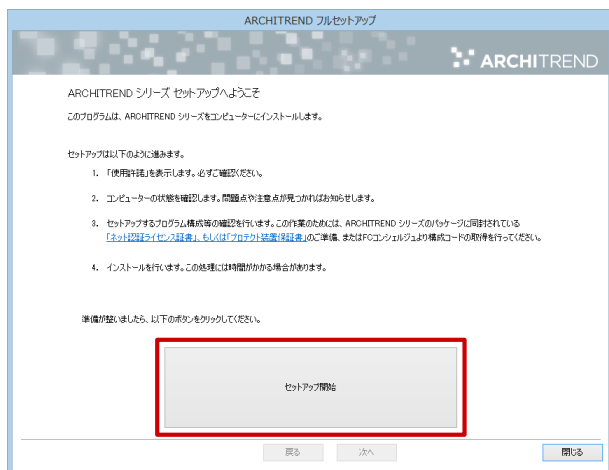 ARCHITREND フルセットアップ
ARCHITREND
ARCHITREND シリーズ セットアップへようこそ
このプログラムは、ARCHITREND シリーズをコンピューターにインストールします。
セットアップは以下のように進みます。
1. 「使用許諾」を表示します。必ずご確認ください。
2. コンピューターの状態を確認します。問題点や注意点が見つかればお知らせします。
3. セットアップするプログラム構成等の確認を行います。この作業のためには、ARCHITREND シリーズのパッケージに同封されている
「ネット認証ライセンス証書」、もしくは「プロテクト装置保証書」のご準備、またはFCコンシェルジュより構成コードの取得を行ってください。
4. インストールを行います。この処理には時間がかかる場合があります。
準備が整いましたら、以下のボタンをクリックしてください。
セットアップ開始
戻る 次へ 閉じる